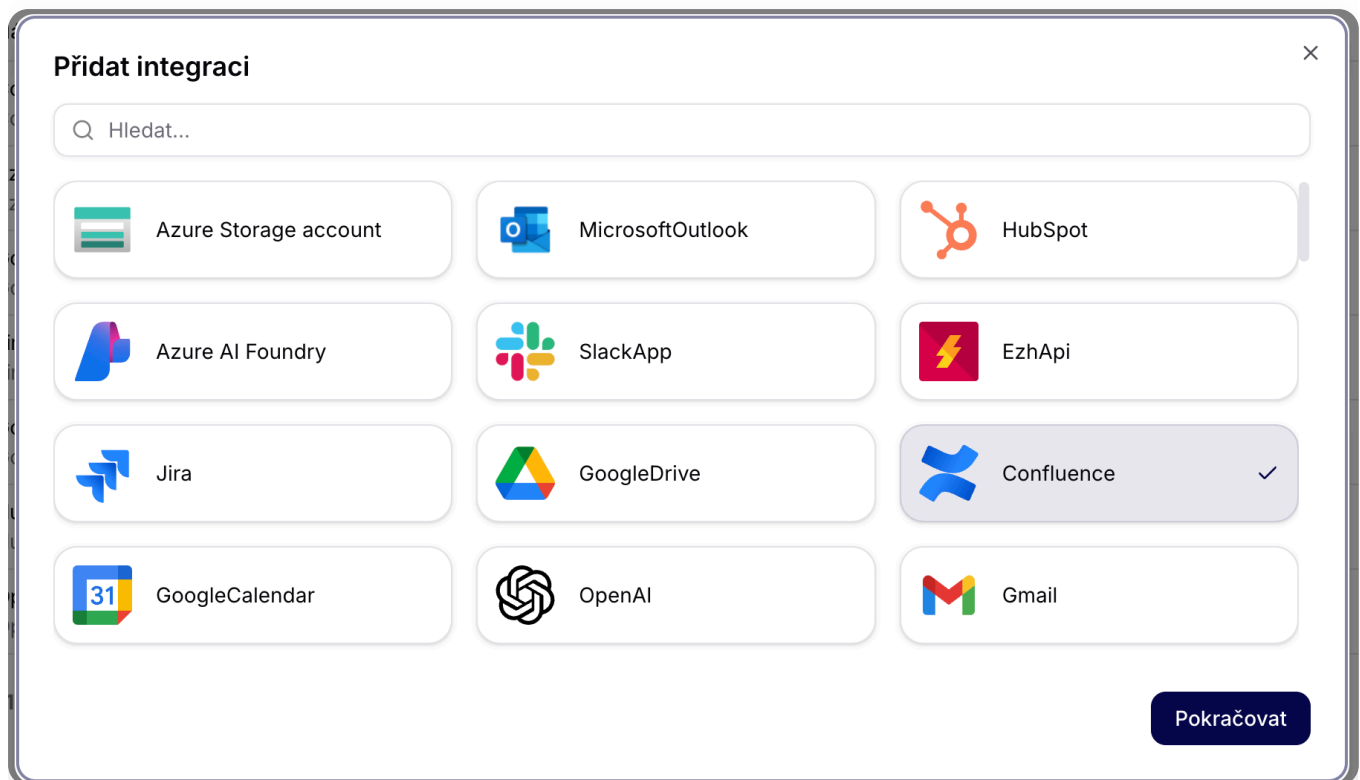 Přidat integraci
Hledat...
Azure Storage account
MicrosoftOutlook
HubSpot
Azure AI Foundry
SlackApp
EzhApi
Jira
GoogleDrive
Confluence
31
GoogleCalendar
OpenAI
Gmail
Pokračovat